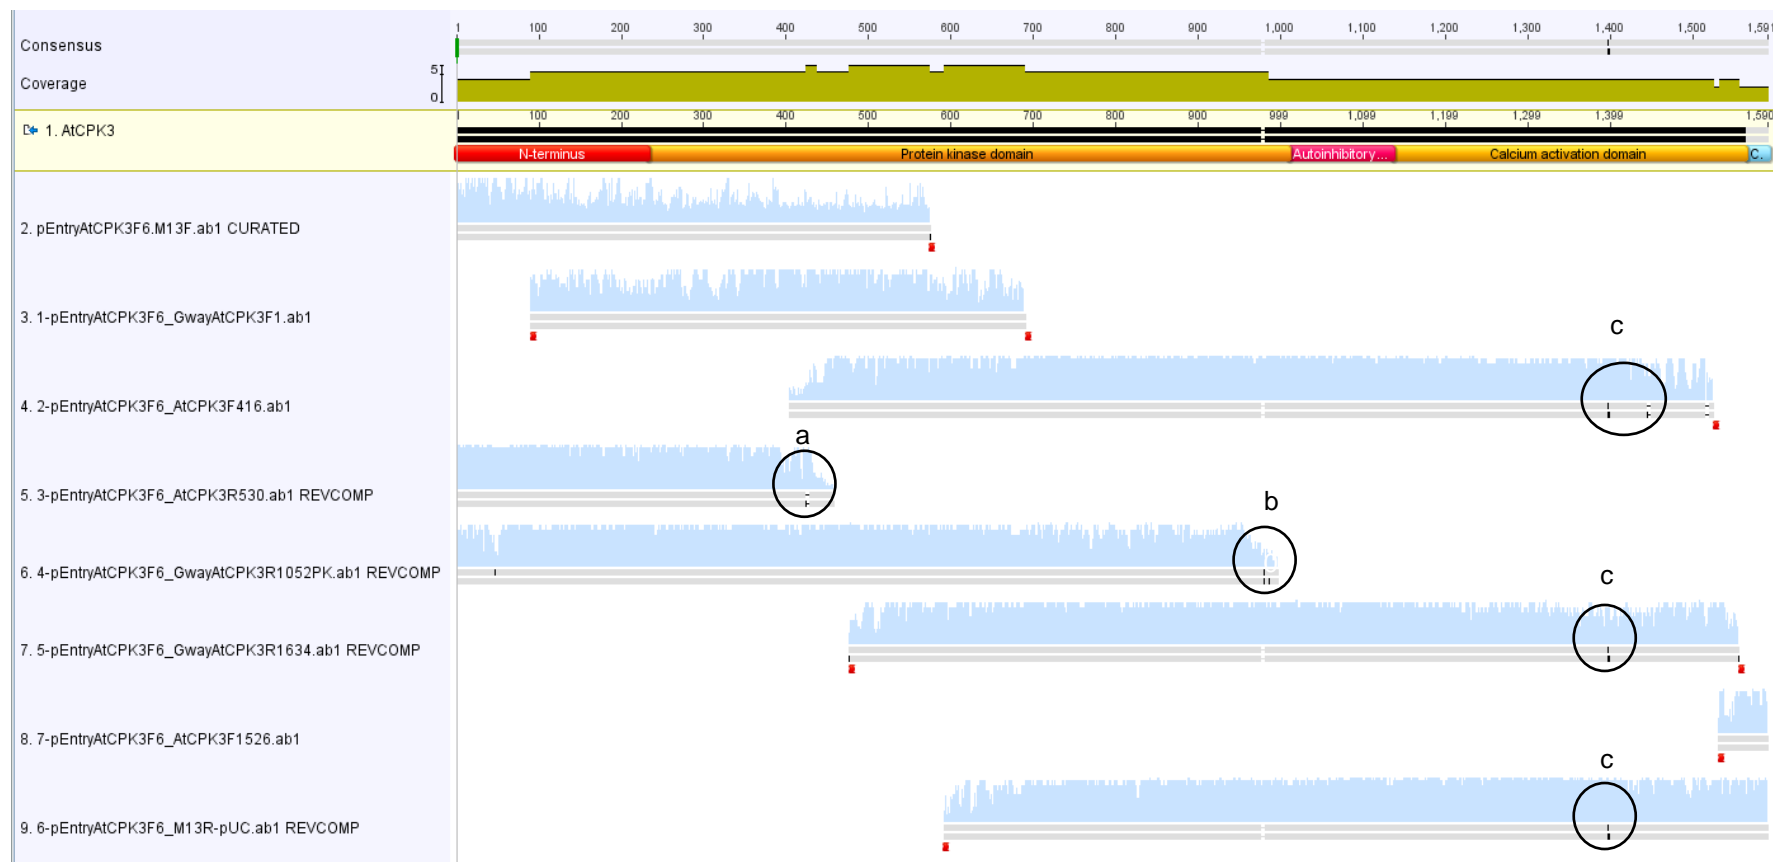 1 100 200 300 400 500 600 700 800 900 1,000 1,100 1,200 1,300 1,400 1,500 1,591
Consensus
Coverage 5 0
100 200 300 400 500 600 700 800 900 999 1,099 1,199 1,299 1,399 1,590
1. AtCPK3
N-terminus Protein kinase domain Autoinhibitory... Calcium activation domain C.
2. pEntryAtCPK3F6.M13F.ab1 CURATED
3. 1-pEntryAtCPK3F6_GwayAtCPK3F1.ab1
c
4. 2-pEntryAtCPK3F6_AtCPK3F416.ab1
a
5. 3-pEntryAtCPK3F6_AtCPK3R530.ab1 REVCOMP
b
6. 4-pEntryAtCPK3F6_GwayAtCPK3R1052PK.ab1 REVCOMP
c
7. 5-pEntryAtCPK3F6_GwayAtCPK3R1634.ab1 REVCOMP
8. 7-pEntryAtCPK3F6_AtCPK3F1526.ab1
c
9. 6-pEntryAtCPK3F6_M13R-pUC.ab1 REVCOMP